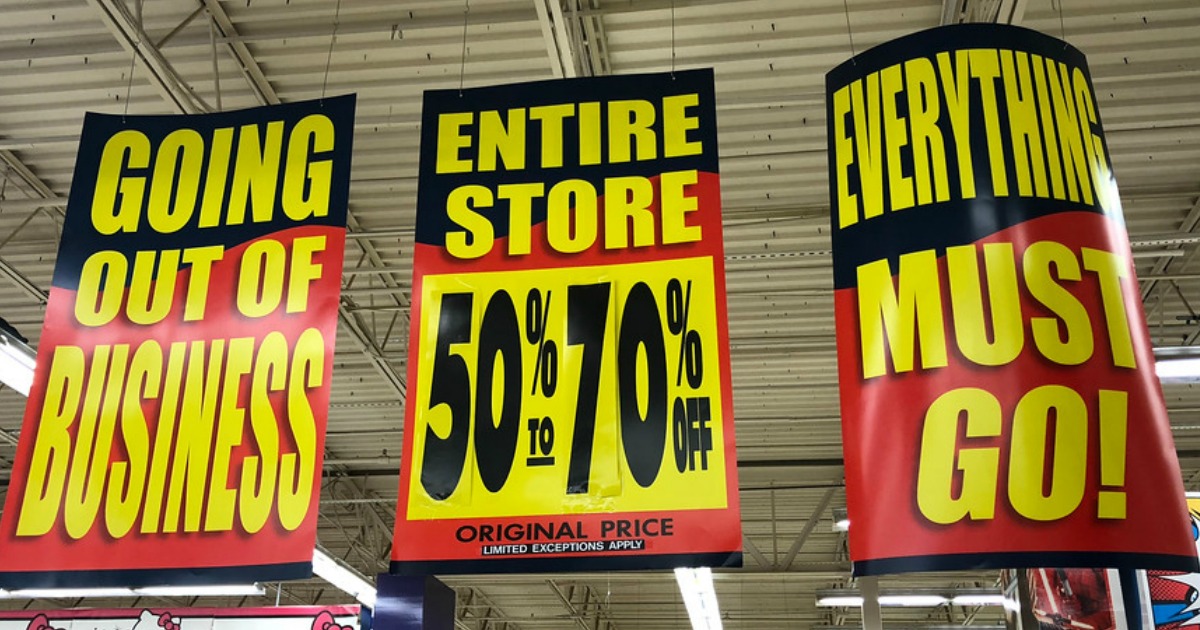 GOING
OUT OF
BUSINESS
ENTIRE
STORE
50% TO 70% OFF
ORIGINAL PRICE
LIMITED EXCEPTIONS APPLY
EVERYTHING
MUST
GO!